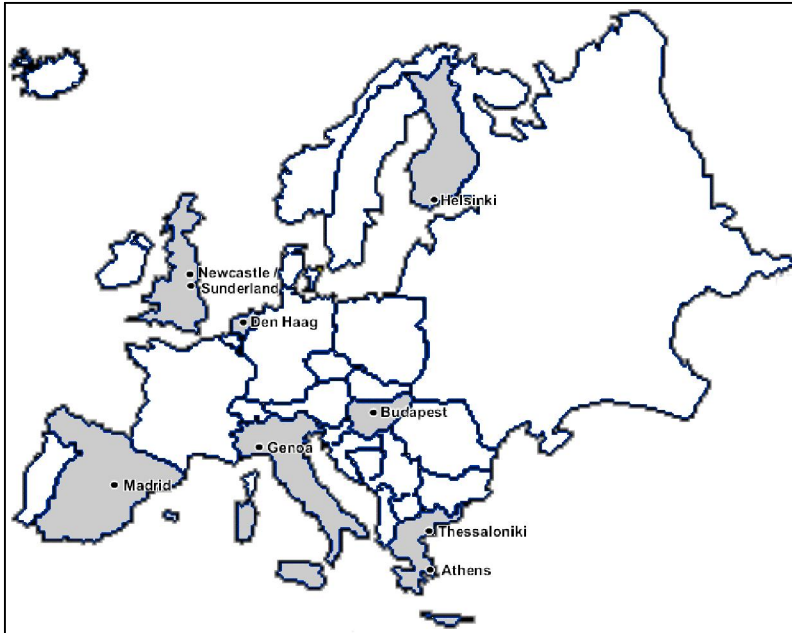 Helsinki
Newcastle /
Sunderland
Den Haag
Budapest
Genoa
Madrid
Thessaloniki
Athens